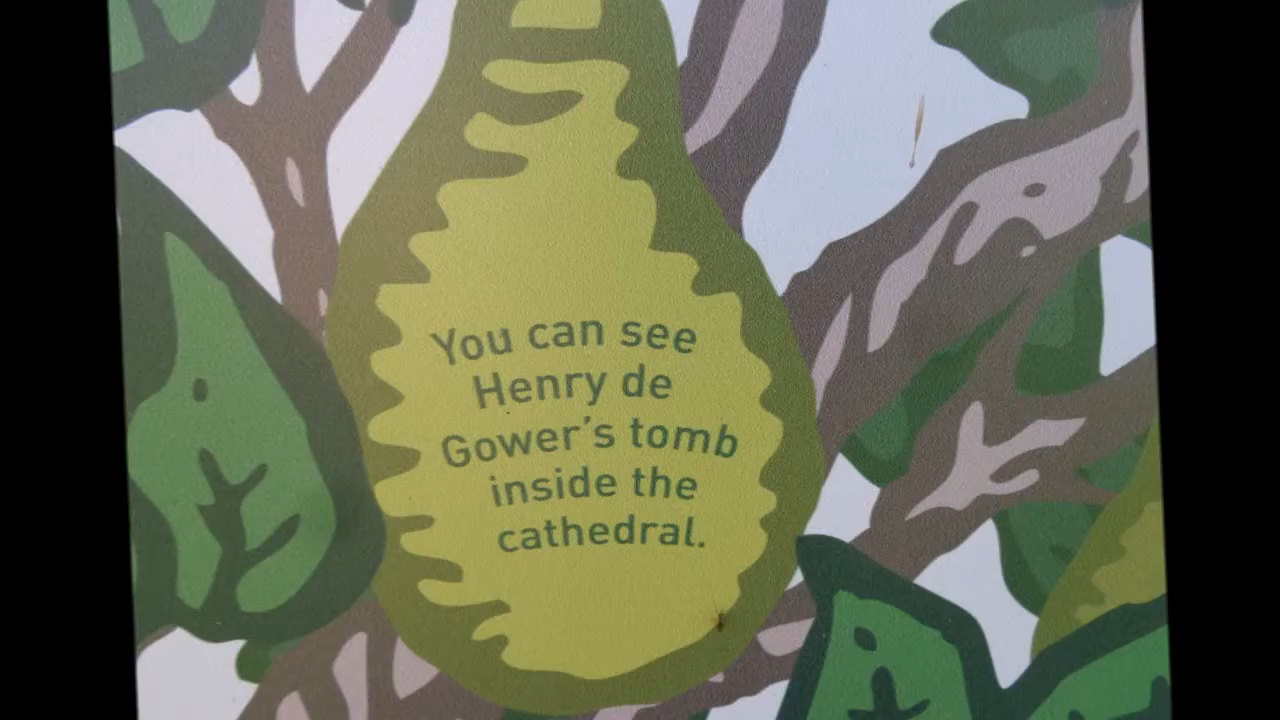 You can see
Henry de
Gower's tomb
inside the
cathedral.